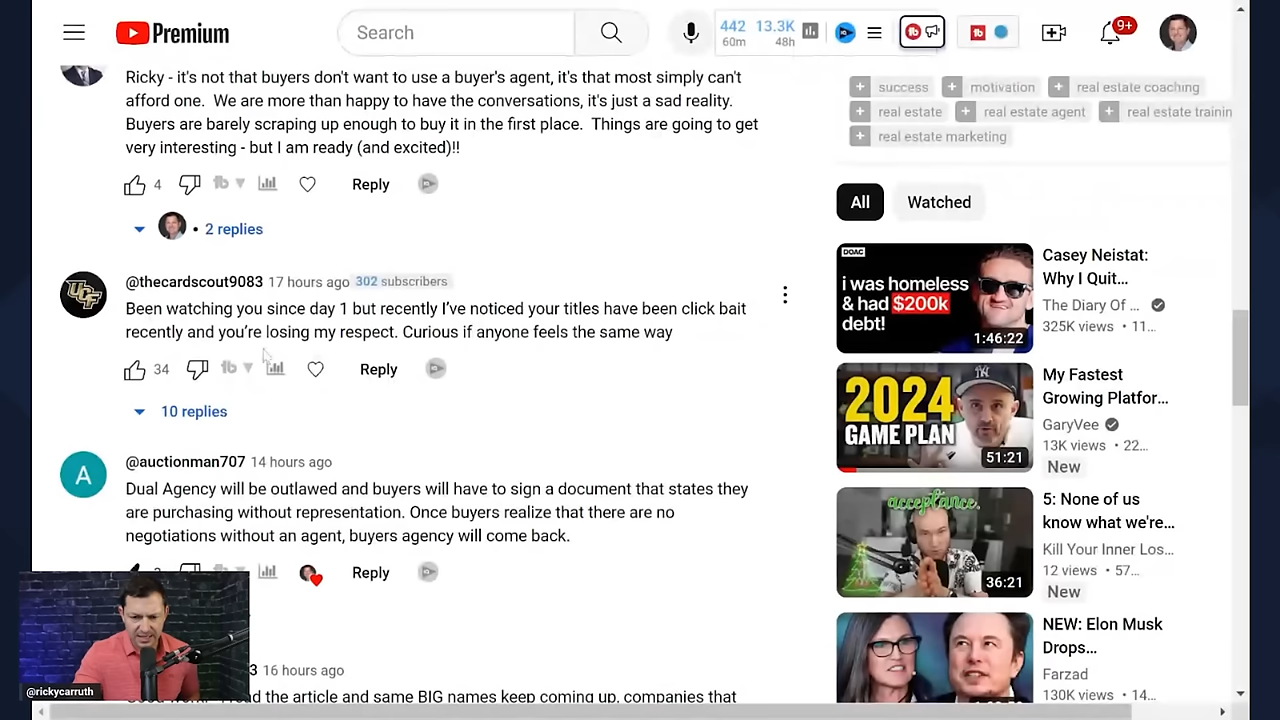 Premium
Search
442 13.3K
60m 48h
9+
Ricky - it's not that buyers don't want to use a buyer's agent, it's that most simply can't
afford one. We are more than happy to have the conversations, it's just a sad reality.
Buyers are barely scraping up enough to buy it in the first place. Things are going to get
very interesting - but I am ready (and excited)!!
4
Reply
• 2 replies
@thecardscout9083 17 hours ago 302 subscribers
Been watching you since day 1 but recently I've noticed your titles have been click bait
recently and you're losing my respect. Curious if anyone feels the same way
34
Reply
10 replies
@auctionman707 14 hours ago
Dual Agency will be outlawed and buyers will have to sign a document that states they
are purchasing without representation. Once buyers realize that there are no
negotiations without an agent, buyers agency will come back.
Reply
3 16 hours ago
the article and same BIG names keep coming up, companies that
@rickycarruth
UCF
A
+ success + motivation + real estate coaching
+ real estate + real estate agent + real estate trainin
+ real estate marketing
All Watched
DOAC
i was homeless
& had $200k
debt!
1:46:22
Casey Neistat:
Why I Quit...
The Diary Of ...
325K views • 11...
2024
GAME PLAN
51:21
My Fastest
Growing Platfor...
GaryVee
13K views • 22...
New
acceptance.
36:21
5: None of us
know what we're...
Kill Your Inner Los...
12 views • 57...
New
NEW: Elon Musk
Drops...
Farzad
130K views • 14...